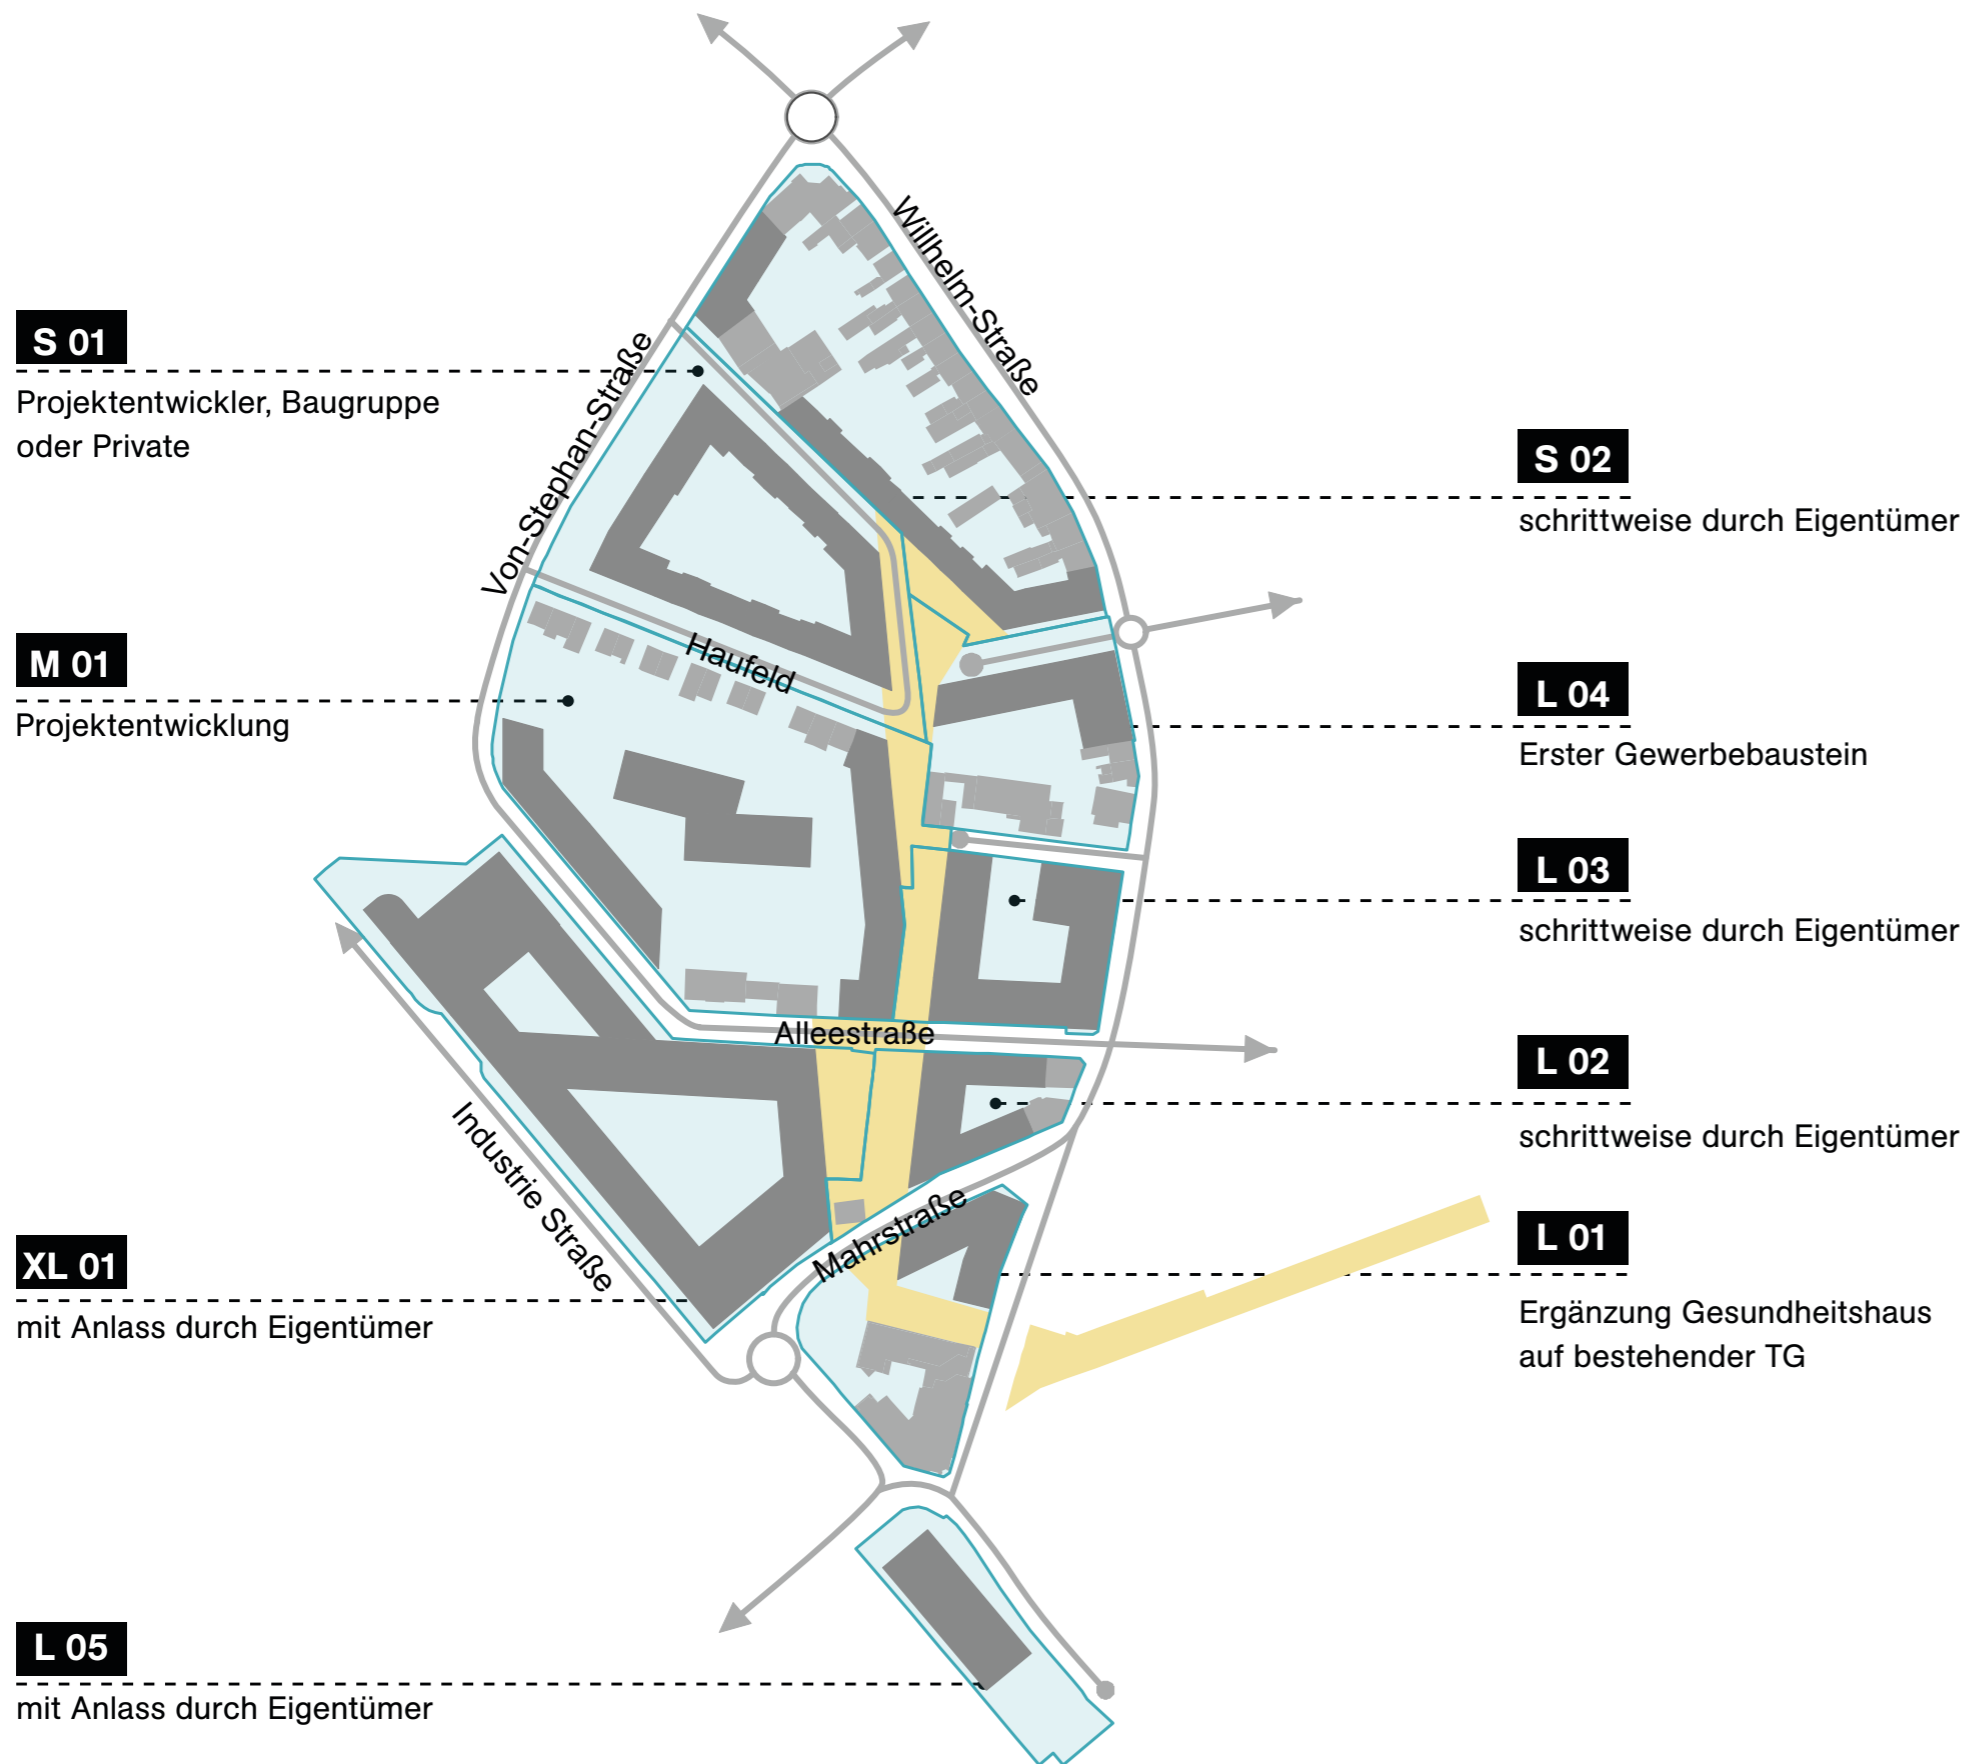 Willhelm-Straße
S 01
Projektentwickler, Baugruppe
oder Private
Von-Stephan-Straße
S 02
schrittweise durch Eigentümer
M 01
Projektentwicklung
Haufeld
L 04
Erster Gewerbebaustein
L 03
schrittweise durch Eigentümer
Alleestraße
L 02
schrittweise durch Eigentümer
Industrie Straße
Mahrstraße
L 01
Ergänzung Gesundheitshaus
auf bestehender TG
XL 01
mit Anlass durch Eigentümer
L 05
mit Anlass durch Eigentümer